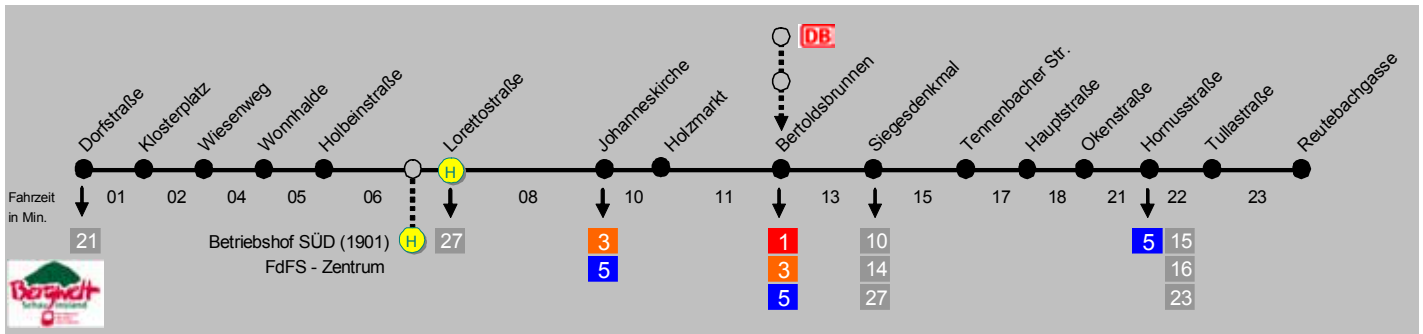 DB
Dorfstraße
Klosterplatz
Wiesenweg
Wonnhalde
Holbeinstraße
Lorettostraße
Johanneskirche
Holzmarkt
Bertoldsbrunnen
Siegesdenkmal
Tennenbacher Str.
Hauptstraße
Okenstraße
Hornusstraße
Tullastraße
Reutebachgasse
H
Fahrzeit
in Min.
01 02 04 05 06 08 10 11 13 15 17 18 21 22 23
21 Betriebshof SÜD (1901) H 27 3 1 10 5 15
FdFS - Zentrum 5 3 14 16
5 27 23
Bergwelt
Schauinsland